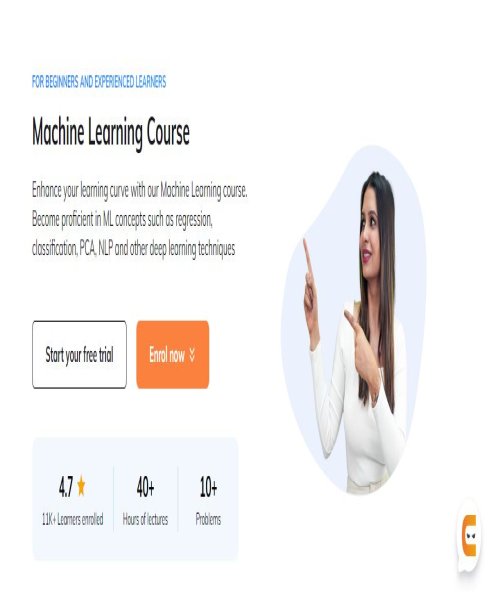 FOR BEGINNERS AND EXPERIENCED LEARNERS
Machine Learning Course
Enhance your learning curve with our Machine Learning course.
Become proficient in ML concepts such as regression,
classification, PCA, NLP and other deep learning techniques
Start your free trial
Enrol now
4.7
40+
10+
11K+ Learners enrolled
Hours of lectures
Problems